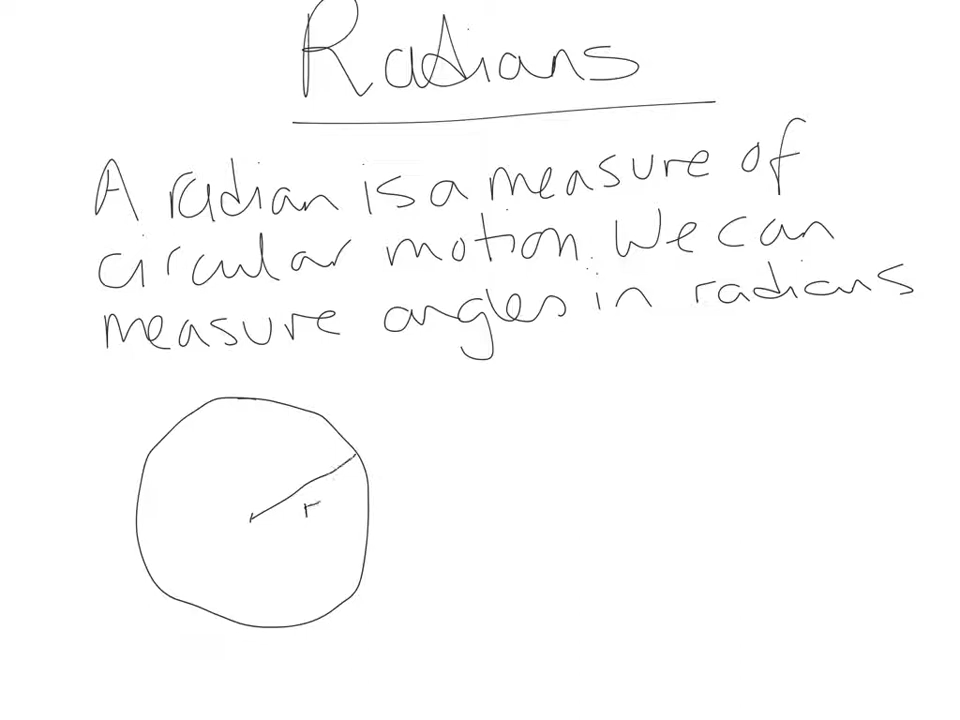 Radians
A radian is a measure of
circular motion. We can
measure angles in radians
r